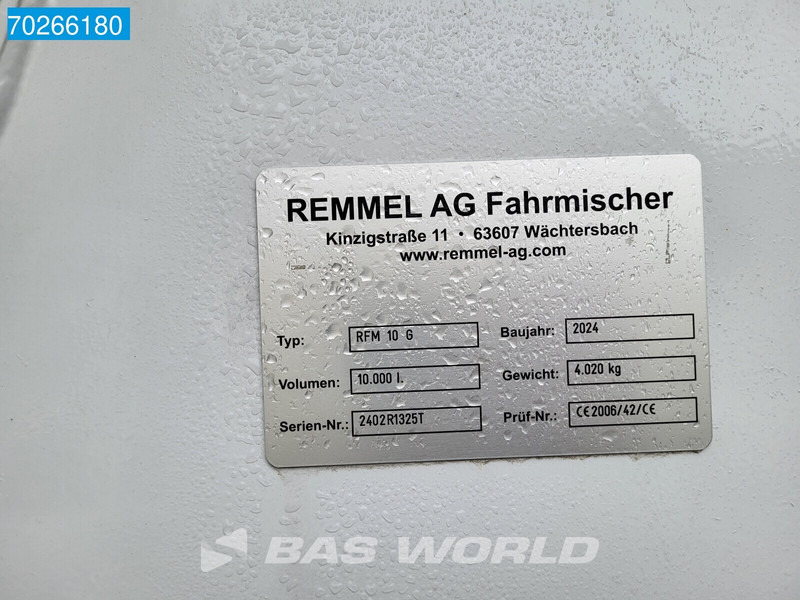 70266180
REMMEL AG Fahrmischer
Kinzigstraße 11 • 63607 Wächtersbach
www.remmel-ag.com
Typ: RFM 10 G Baujahr: 2024
Volumen: 10.000 l. Gewicht: 4.020 kg
Serien-Nr.: 2402R1325T Prüf-Nr.: CE2006/42/CE
BAS WORLD